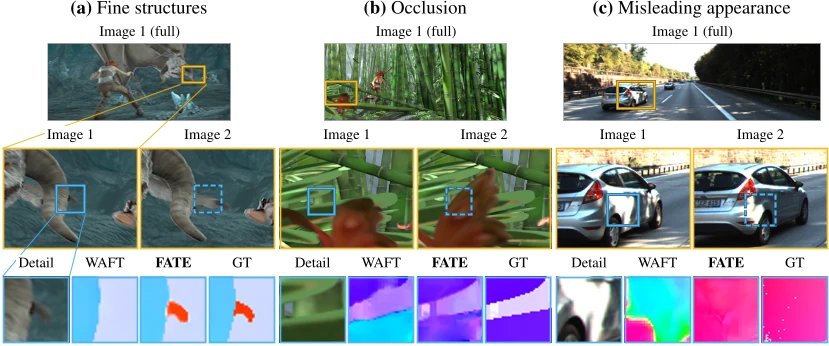 (a) Fine structures
(b) Occlusion
(c) Misleading appearance
Image 1 (full)
Image 1 (full)
Image 1 (full)
Image 1
Image 2
Image 1
Image 2
Image 1
Image 2
Detail
WAFT
FATE
GT
Detail
WAFT
FATE
GT
Detail
WAFT
FATE
GT